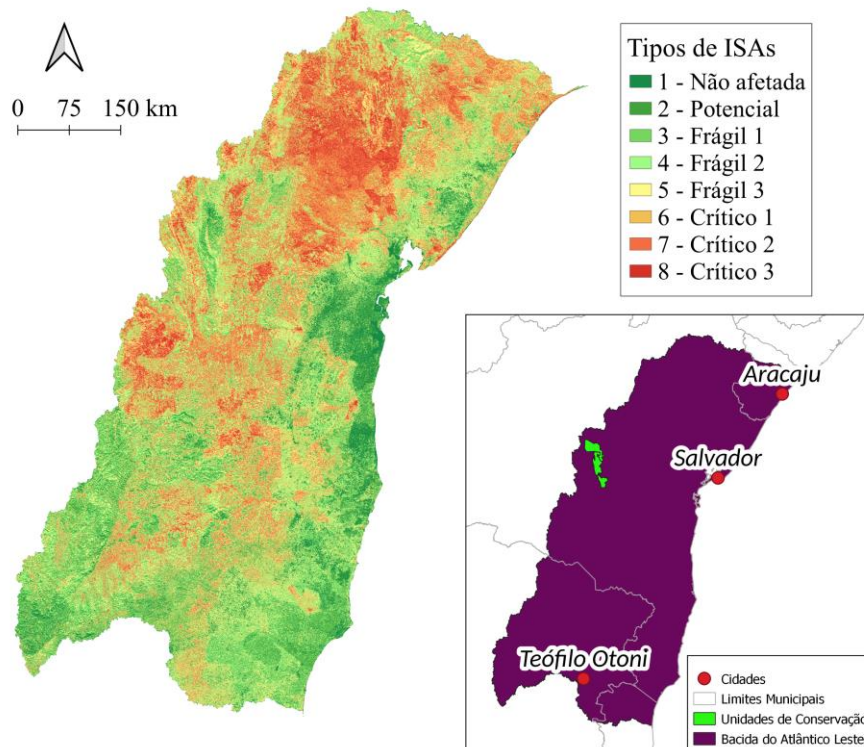 Tipos de ISAs
1 - Não afetada
2 - Potencial
3 - Frágil 1
4 - Frágil 2
5 - Frágil 3
6 - Crítico 1
7 - Crítico 2
8 - Crítico 3
0 75 150 km
Aracaju
Salvador
Teófilo Otoni
Cidades
Limites Municipais
Unidades de Conservação
Bacida do Atlântico Leste